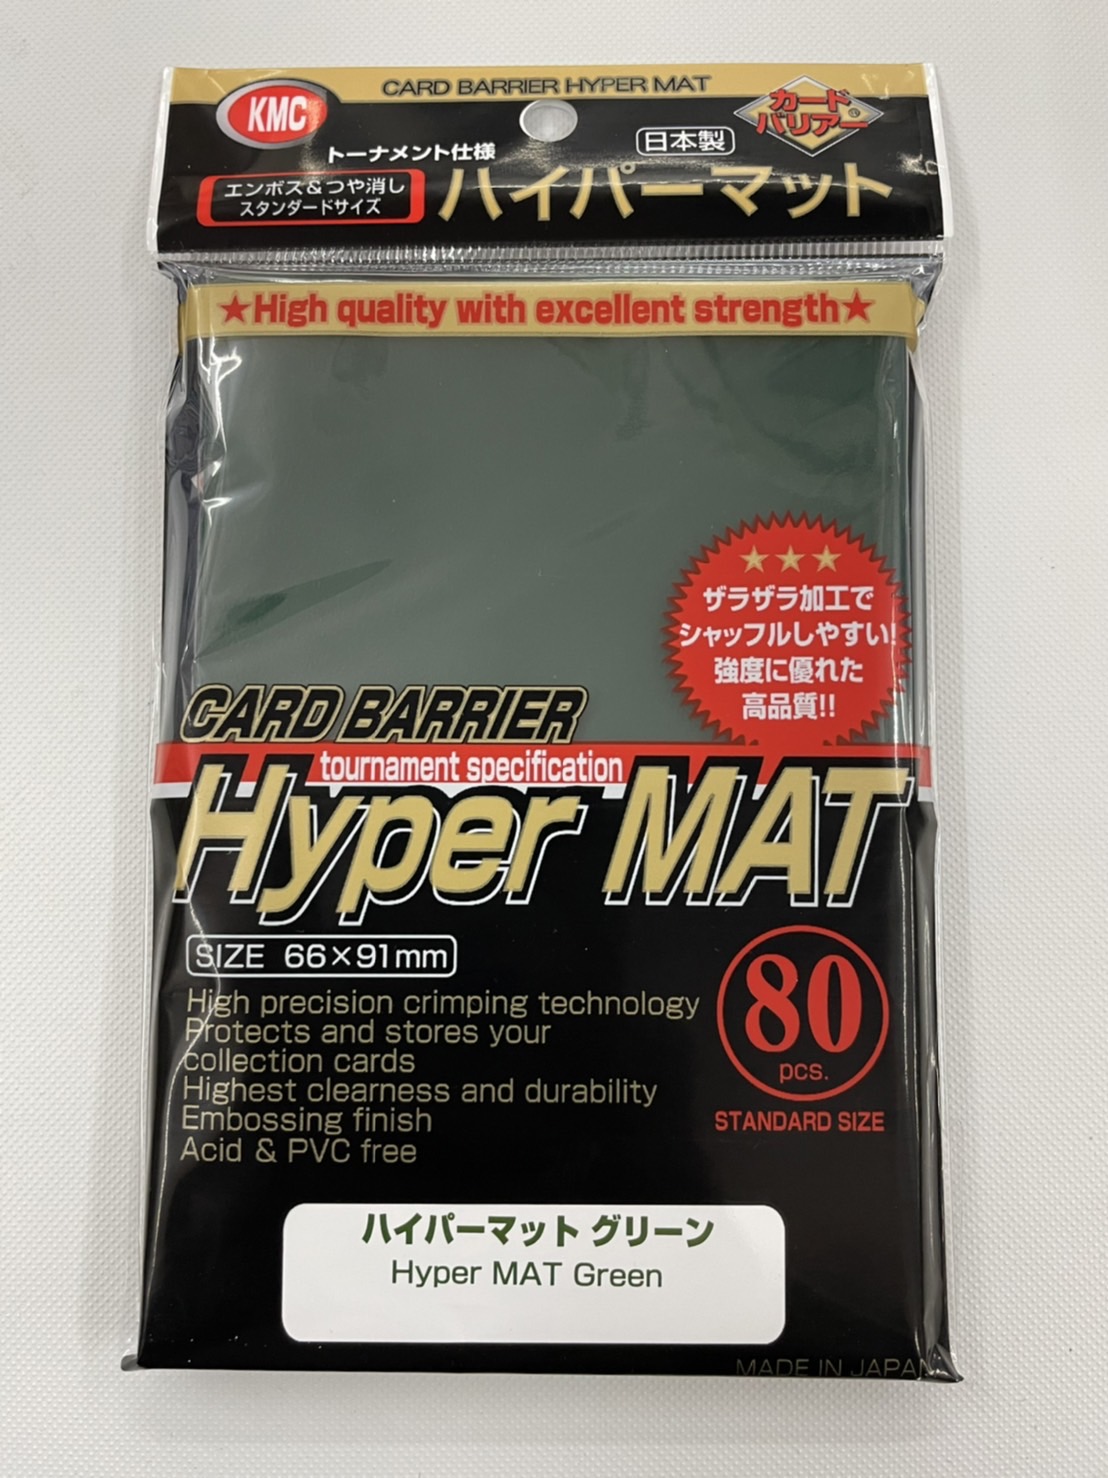 CARD BARRIER HYPER MAT
KMC
カード
バリアー®
トーナメント仕様
日本製
エンボス&つや消し
スタンダードサイズ
ハイパーマット
★High quality with excellent strength★
★★★
ザラザラ加工で
シャッフルしやすい!
強度に優れた
高品質!!
CARD BARRIER
tournament specification
Hyper MAT
SIZE 66×91mm
High precision crimping technology
Protects and stores your
collection cards
Highest clearness and durability
Embossing finish
Acid & PVC free
80
pcs.
STANDARD SIZE
ハイパーマット グリーン
Hyper MAT Green
MADE IN JAPAN